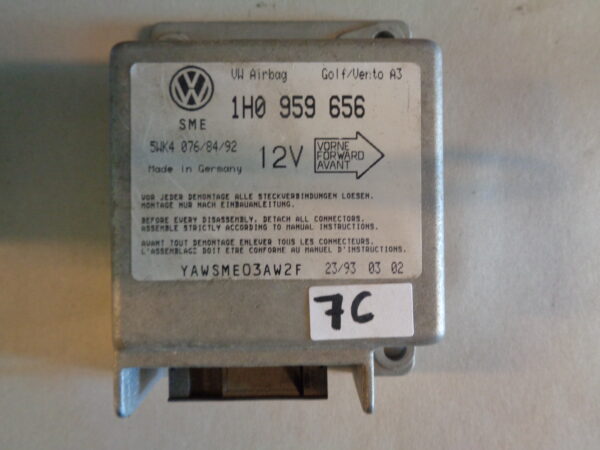 VW Airbag Golf/Vento A3
1H0 959 656
SME
5WK4 076/84/92
Made in Germany
12V
VORNE
FORWARD
AVANT
VOR JEDER DEMONTAGE ALLE STECKVERBINDUNGEN LOESEN.
MONTAGE NUR NACH EINBAUANLEITUNG.
BEFORE EVERY DISASSEMBLY, DETACH ALL CONNECTORS.
ASSEMBLE STRICTLY ACCORDING TO MANUAL INSTRUCTIONS.
AVANT TOUT DEMONTAGE ENLEVER TOUS LES CONNECTEURS.
L'ASSEMBLAGE DOIT ETRE CONFORME AU MANUEL D'INSTRUCTIONS.
YAWSME03AW2F 23/93 03 02
7C